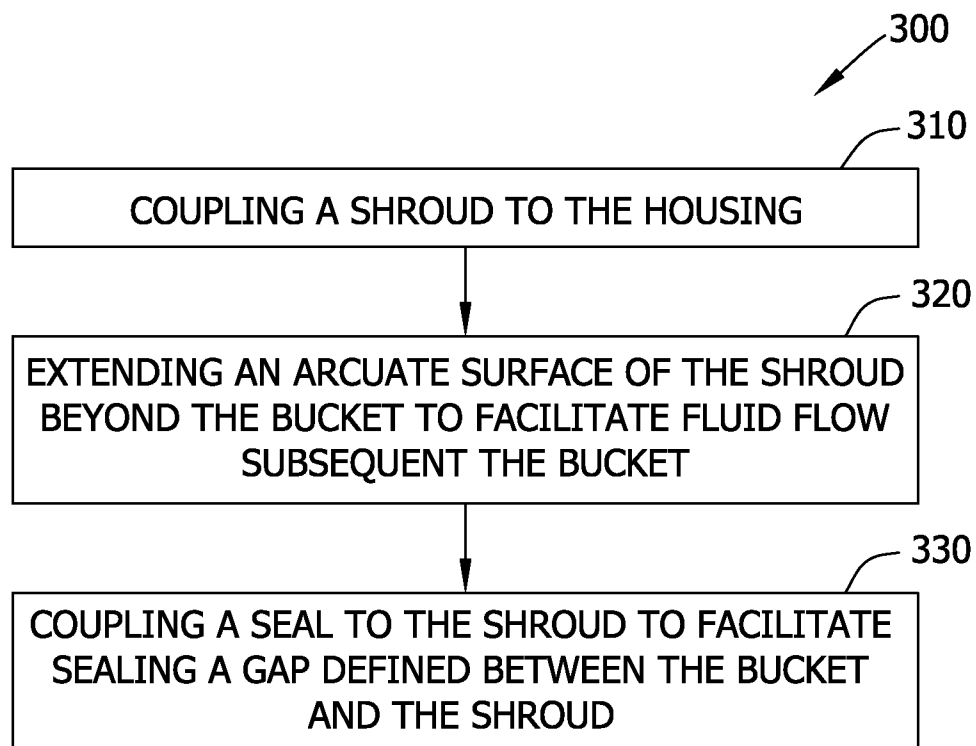 300
310
COUPLING A SHROUD TO THE HOUSING
320
EXTENDING AN ARCUATE SURFACE OF THE SHROUD
BEYOND THE BUCKET TO FACILITATE FLUID FLOW
SUBSEQUENT THE BUCKET
330
COUPLING A SEAL TO THE SHROUD TO FACILITATE
SEALING A GAP DEFINED BETWEEN THE BUCKET
AND THE SHROUD